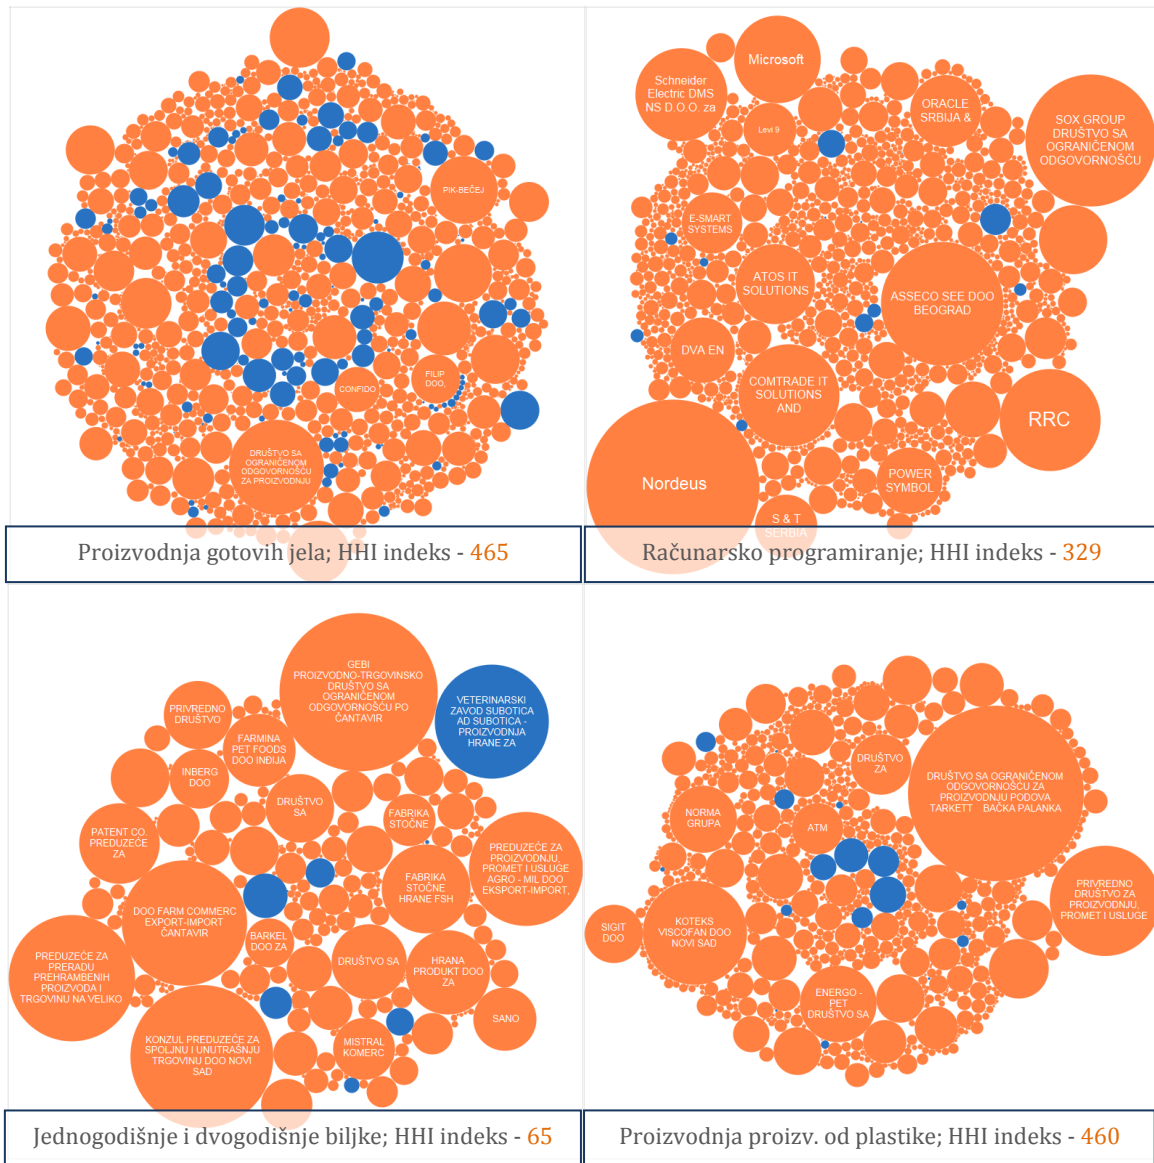 PIK-BEČEJ
CONFIDO
FILIP
DOO,
DRUŠTVO SA
OGRANIČENOM
ODGOVORNOŠĆU
ZA PROIZVODNJU
Proizvodnja gotovih jela; HHI indeks - 465
Microsoft
Schneider
Electric DMS
NS D.O.O. za
Levi 9
ORACLE
SRBIJA &
SOX GROUP
DRUŠTVO SA
OGRANIČENOM
ODGOVORNOŠĆU
E-SMART
SYSTEMS
ATOS IT
SOLUTIONS
ASSECO SEE DOO
BEOGRAD
DVA EN
COMTRADE IT
SOLUTIONS
AND
RRC
Nordeus
POWER
SYMBOL
S & T
SERBIA
Računarsko programiranje; HHI indeks - 329
GEBI
PROIZVODNO-TRGOVINSKO
DRUŠTVO SA
OGRANIČENOM
ODGOVORNOŠĆU PO
ČANTAVIR
VETERINARSKI
ZAVOD SUBOTICA
AD SUBOTICA -
PROIZVODNJA
HRANE ZA
PRIVREDNO
DRUŠTVO
FARMINA
PET FOODS
DOO INĐIJA
INBERG
DOO
DRUŠTVO
SA
FABRIKA
STOČNE
PATENT CO.
PREDUZEĆE
ZA
PREDUZEĆE ZA
PROIZVODNJU,
PROMET I USLUGE
AGRO - MIL DOO
EKSPORT-IMPORT,
FABRIKA
STOČNE
HRANE FSH
DOO FARM COMMERC
EXPORT-IMPORT
ČANTAVIR
BARKEL
DOO ZA
DRUŠTVO SA
HRANA
PRODUKT DOO
ZA
PREDUZEĆE ZA
PRERADU
PREHRAMBENIH
PROIZVODA I
TRGOVINU NA VELIKO
SANO
KONZUL PREDUZEĆE ZA
SPOLJNU I UNUTRAŠNJU
TRGOVINU DOO NOVI
SAD
MISTRAL
KOMERC
Jednogodišnje i dvogodišnje biljke; HHI indeks - 65
DRUŠTVO
ZA
DRUŠTVO SA OGRANIČENOM
ODGOVORNOŠĆU ZA
PROIZVODNJU PODOVA
TARKETT BAČKA PALANKA
NORMA
GRUPA
ATM
PRIVREDNO
DRUŠTVO ZA
PROIZVODNJU,
PROMET I USLUGE
SIGIT
DOO
KOTEKS
VISCOFAN DOO
NOVI SAD
ENERGO -
PET
DRUŠTVO SA
Proizvodnja proizv. od plastike; HHI indeks - 460